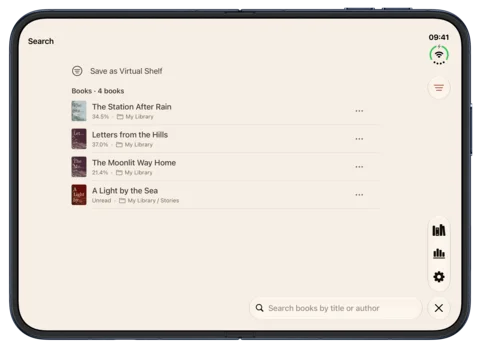 Search
09:41
Save as Virtual Shelf
Books · 4 books
The Station After Rain
34,5% · My Library
Letters from the Hills
37,0% · My Library
The Moonlit Way Home
21,4% · My Library
A Light by the Sea
Unread · My Library / Stories
Search books by title or author